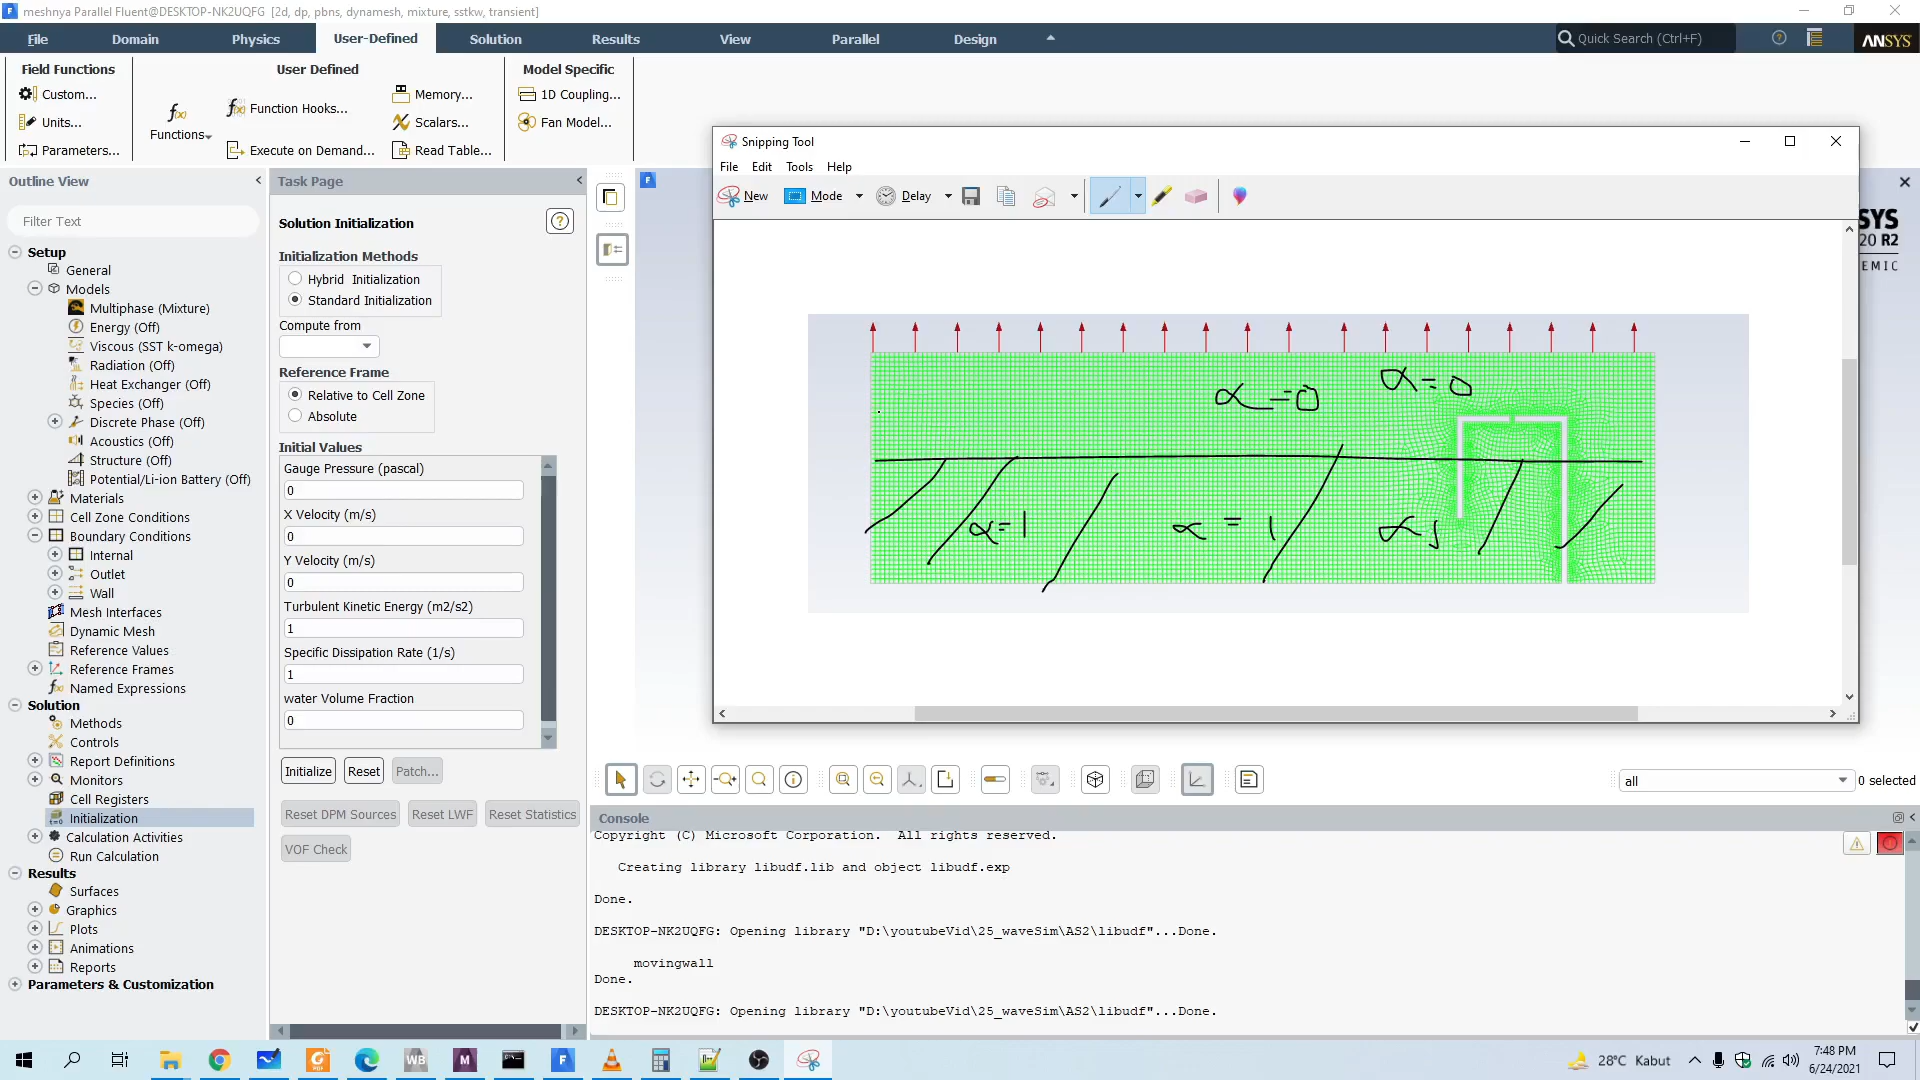 meshnya Parallel Fluent@DESKTOP-NK2UQFG [2d, dp, pbns, dynamesh, mixture, sstkw, transient]
File Domain Physics User-Defined Solution Results View Parallel Design Quick Search (Ctrl+F) ANSYS
Field Functions User Defined Model Specific
Custom...
Units...
Parameters...
Functions
Function Hooks...
Execute on Demand...
Memory...
Scalars...
Read Table...
1D Coupling...
Fan Model...
Outline View
Filter Text
Setup
General
Models
Multiphase (Mixture)
Energy (Off)
Viscous (SST k-omega)
Radiation (Off)
Heat Exchanger (Off)
Species (Off)
Discrete Phase (Off)
Acoustics (Off)
Structure (Off)
Potential/Li-ion Battery (Off)
Materials
Cell Zone Conditions
Boundary Conditions
Internal
Outlet
Wall
Mesh Interfaces
Dynamic Mesh
Reference Values
Reference Frames
Named Expressions
Solution
Methods
Controls
Report Definitions
Monitors
Cell Registers
Initialization
Calculation Activities
Run Calculation
Results
Surfaces
Graphics
Plots
Animations
Reports
Parameters & Customization
Task Page
Solution Initialization
Initialization Methods
Hybrid Initialization
Standard Initialization
Compute from
Reference Frame
Relative to Cell Zone
Absolute
Initial Values
Gauge Pressure (pascal)
0
X Velocity (m/s)
0
Y Velocity (m/s)
0
Turbulent Kinetic Energy (m2/s2)
1
Specific Dissipation Rate (1/s)
1
water Volume Fraction
0
Initialize Reset Patch...
Reset DPM Sources Reset LWF Reset Statistics
VOF Check
Snipping Tool
File Edit Tools Help
New Mode Delay
α=0 α=0
α=1 α=1 α
SYS
20 R2
EMIC
all 0 selected
Console
Copyright (C) Microsoft Corporation. All rights reserved.
Creating library libudf.lib and object libudf.exp
Done.
DESKTOP-NK2UQFG: Opening library "D:\youtubeVid\25_waveSim\AS2\libudf"...Done.
movingwall
Done.
DESKTOP-NK2UQFG: Opening library "D:\youtubeVid\25_waveSim\AS2\libudf"...Done.
WB M F
28°C Kabut
7:48 PM
6/24/2021